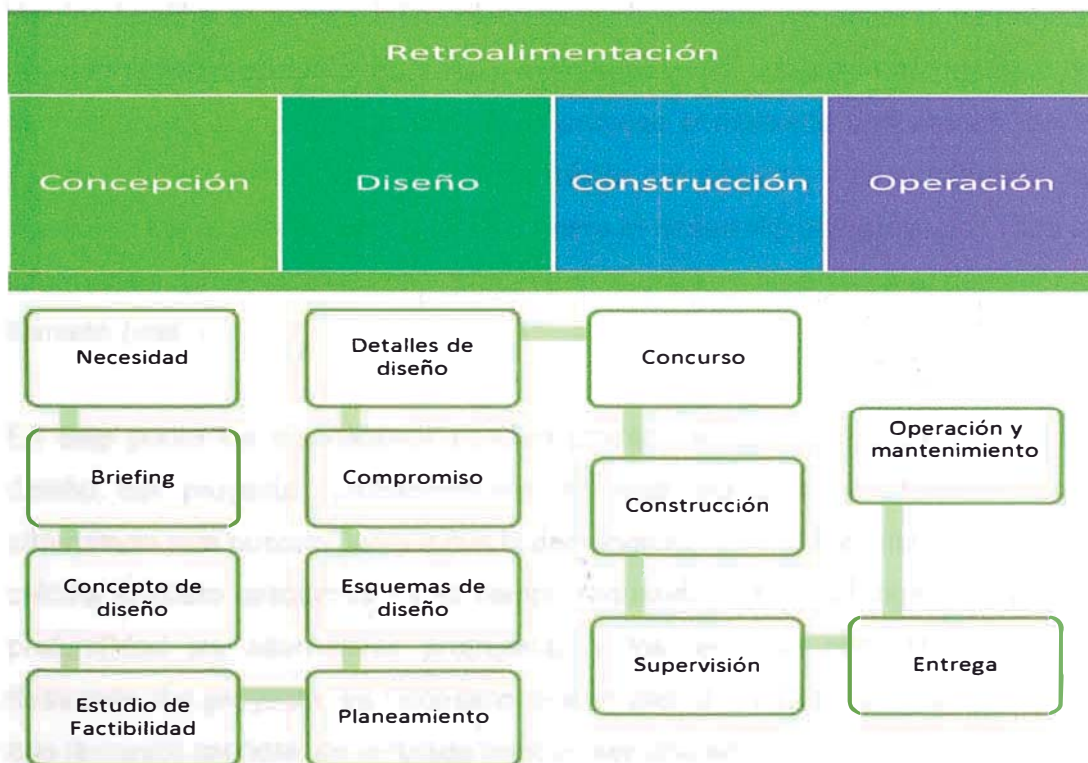 Retroalimentación
Concepción
Diseño
Construcción
Operación
Necesidad
Briefing
Concepto de
diseño
Estudio de
Factibilidad
Detalles de
diseño
Compromiso
Esquemas de
diseño
Planeamiento
Concurso
Construcción
Supervisión
Operación y
mantenimiento
Entrega